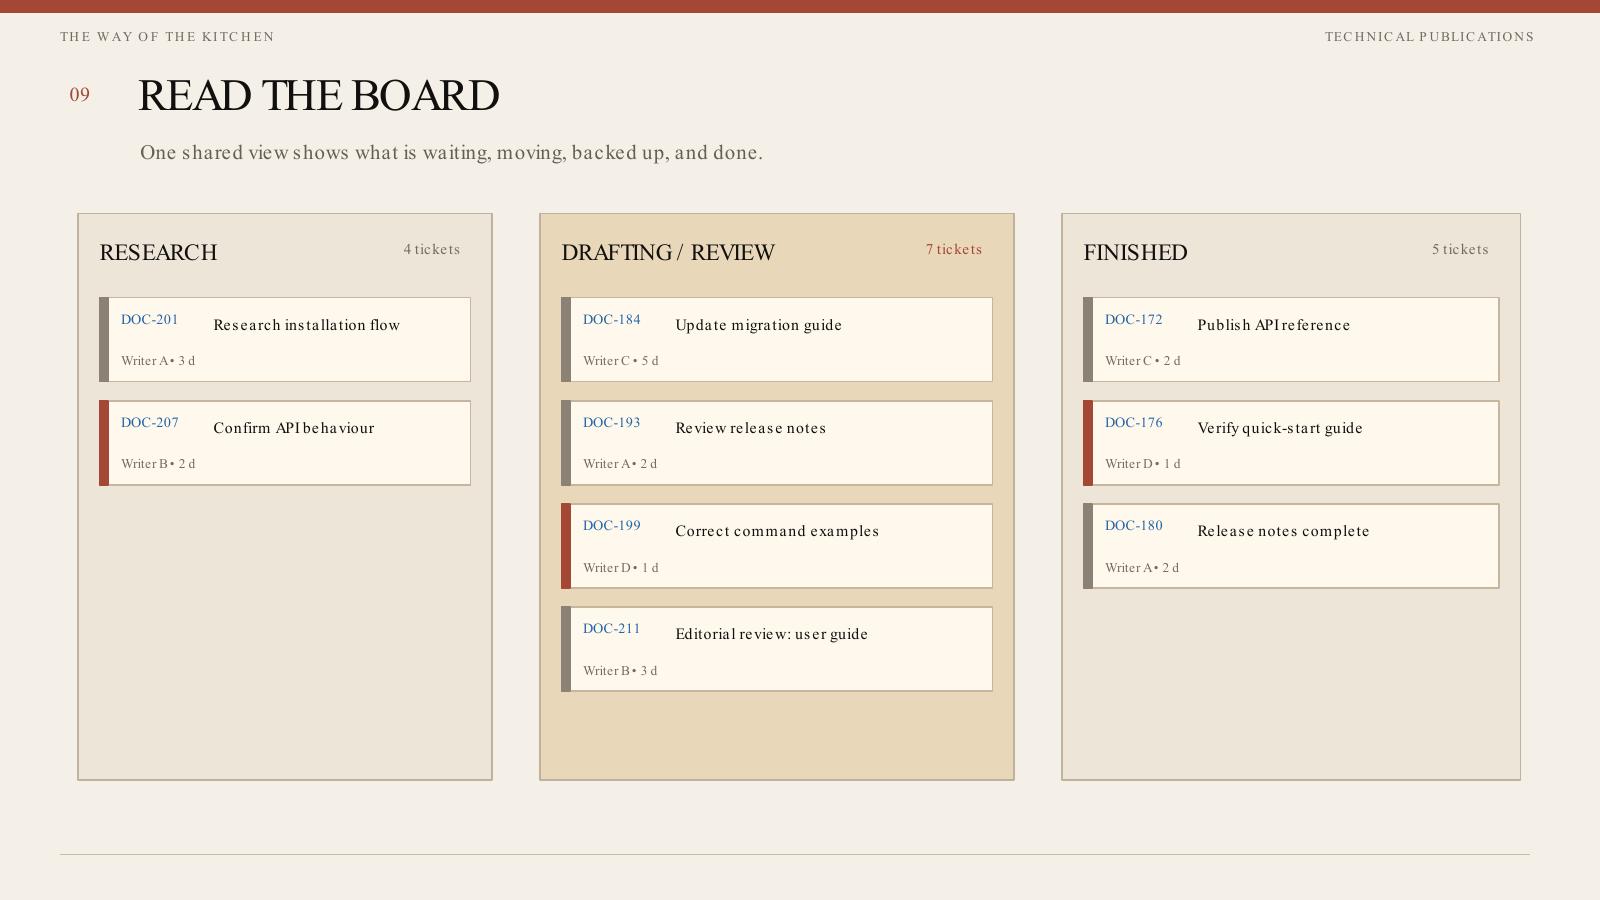 THE WAY OF THE KITCHEN
TECHNICAL PUBLICATIONS
09
READ THE BOARD
One shared view shows what is waiting, moving, backed up, and done.
RESEARCH
4 tickets
DOC-201
Research installation flow
Writer A • 3 d
DOC-207
Confirm API behaviour
Writer B • 2 d
DRAFTING / REVIEW
7 tickets
DOC-184
Update migration guide
Writer C • 5 d
DOC-193
Review release notes
Writer A • 2 d
DOC-199
Correct command examples
Writer D • 1 d
DOC-211
Editorial review: user guide
Writer B • 3 d
FINISHED
5 tickets
DOC-172
Publish API reference
Writer C • 2 d
DOC-176
Verify quick-start guide
Writer D • 1 d
DOC-180
Release notes complete
Writer A • 2 d